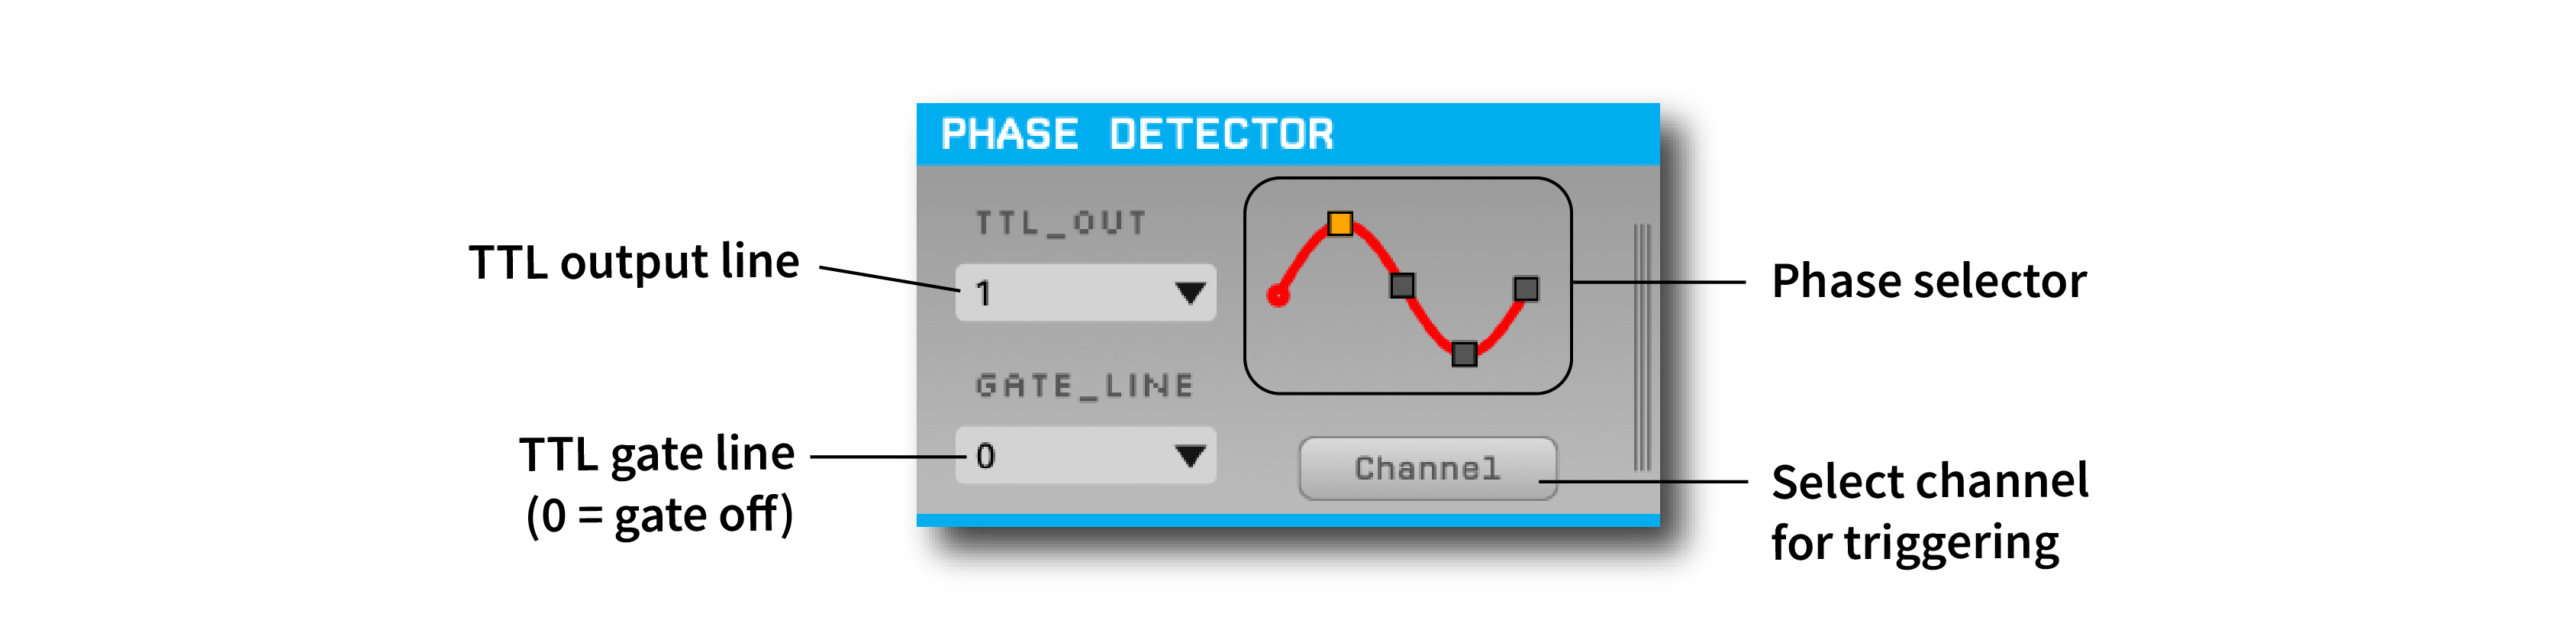 PHASE DETECTOR
TTL_OUT
TTL output line
1
Phase selector
GATE_LINE
TTL gate line
(0 = gate off)
0
Channel
Select channel
for triggering